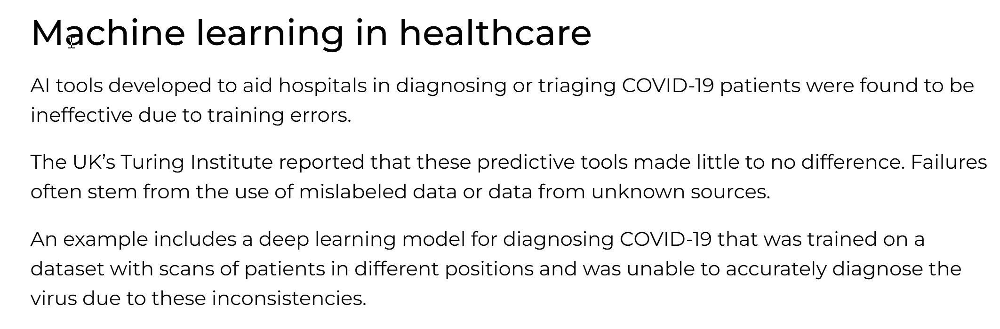 Machine learning in healthcare
AI tools developed to aid hospitals in diagnosing or triaging COVID-19 patients were found to be
ineffective due to training errors.
The UK’s Turing Institute reported that these predictive tools made little to no difference. Failures
often stem from the use of mislabeled data or data from unknown sources.
An example includes a deep learning model for diagnosing COVID-19 that was trained on a
dataset with scans of patients in different positions and was unable to accurately diagnose the
virus due to these inconsistencies.